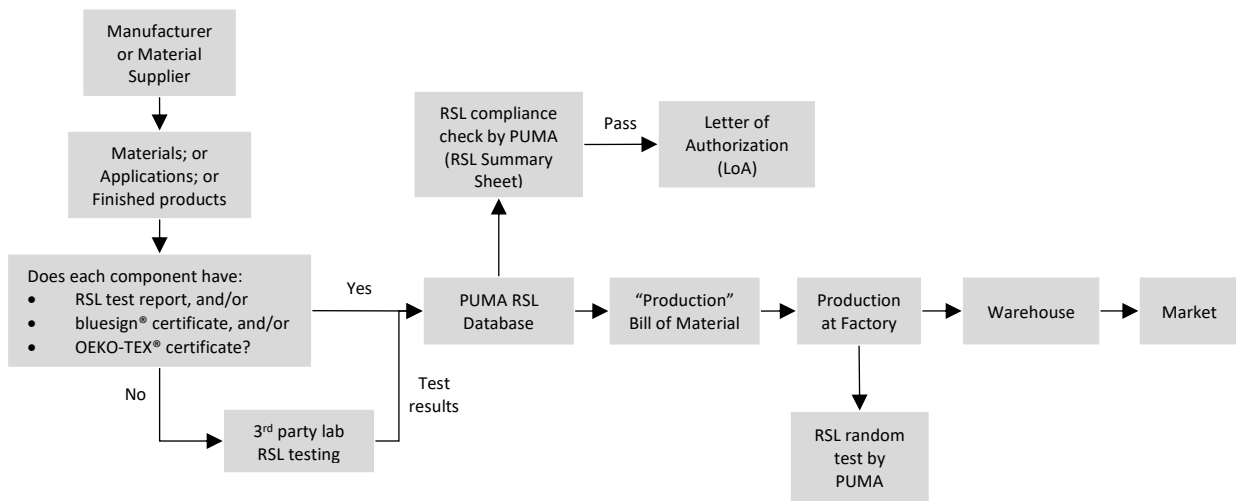 Manufacturer
or Material
Supplier
Materials; or
Applications; or
Finished products
Does each component have:
• RSL test report, and/or
• bluesign® certificate, and/or
• OEKO-TEX® certificate?
Yes
No
3rd party lab
RSL testing
Test
results
PUMA RSL
Database
RSL compliance
check by PUMA
(RSL Summary
Sheet)
Pass
Letter of
Authorization
(LoA)
“Production”
Bill of Material
Production
at Factory
RSL random
test by
PUMA
Warehouse
Market